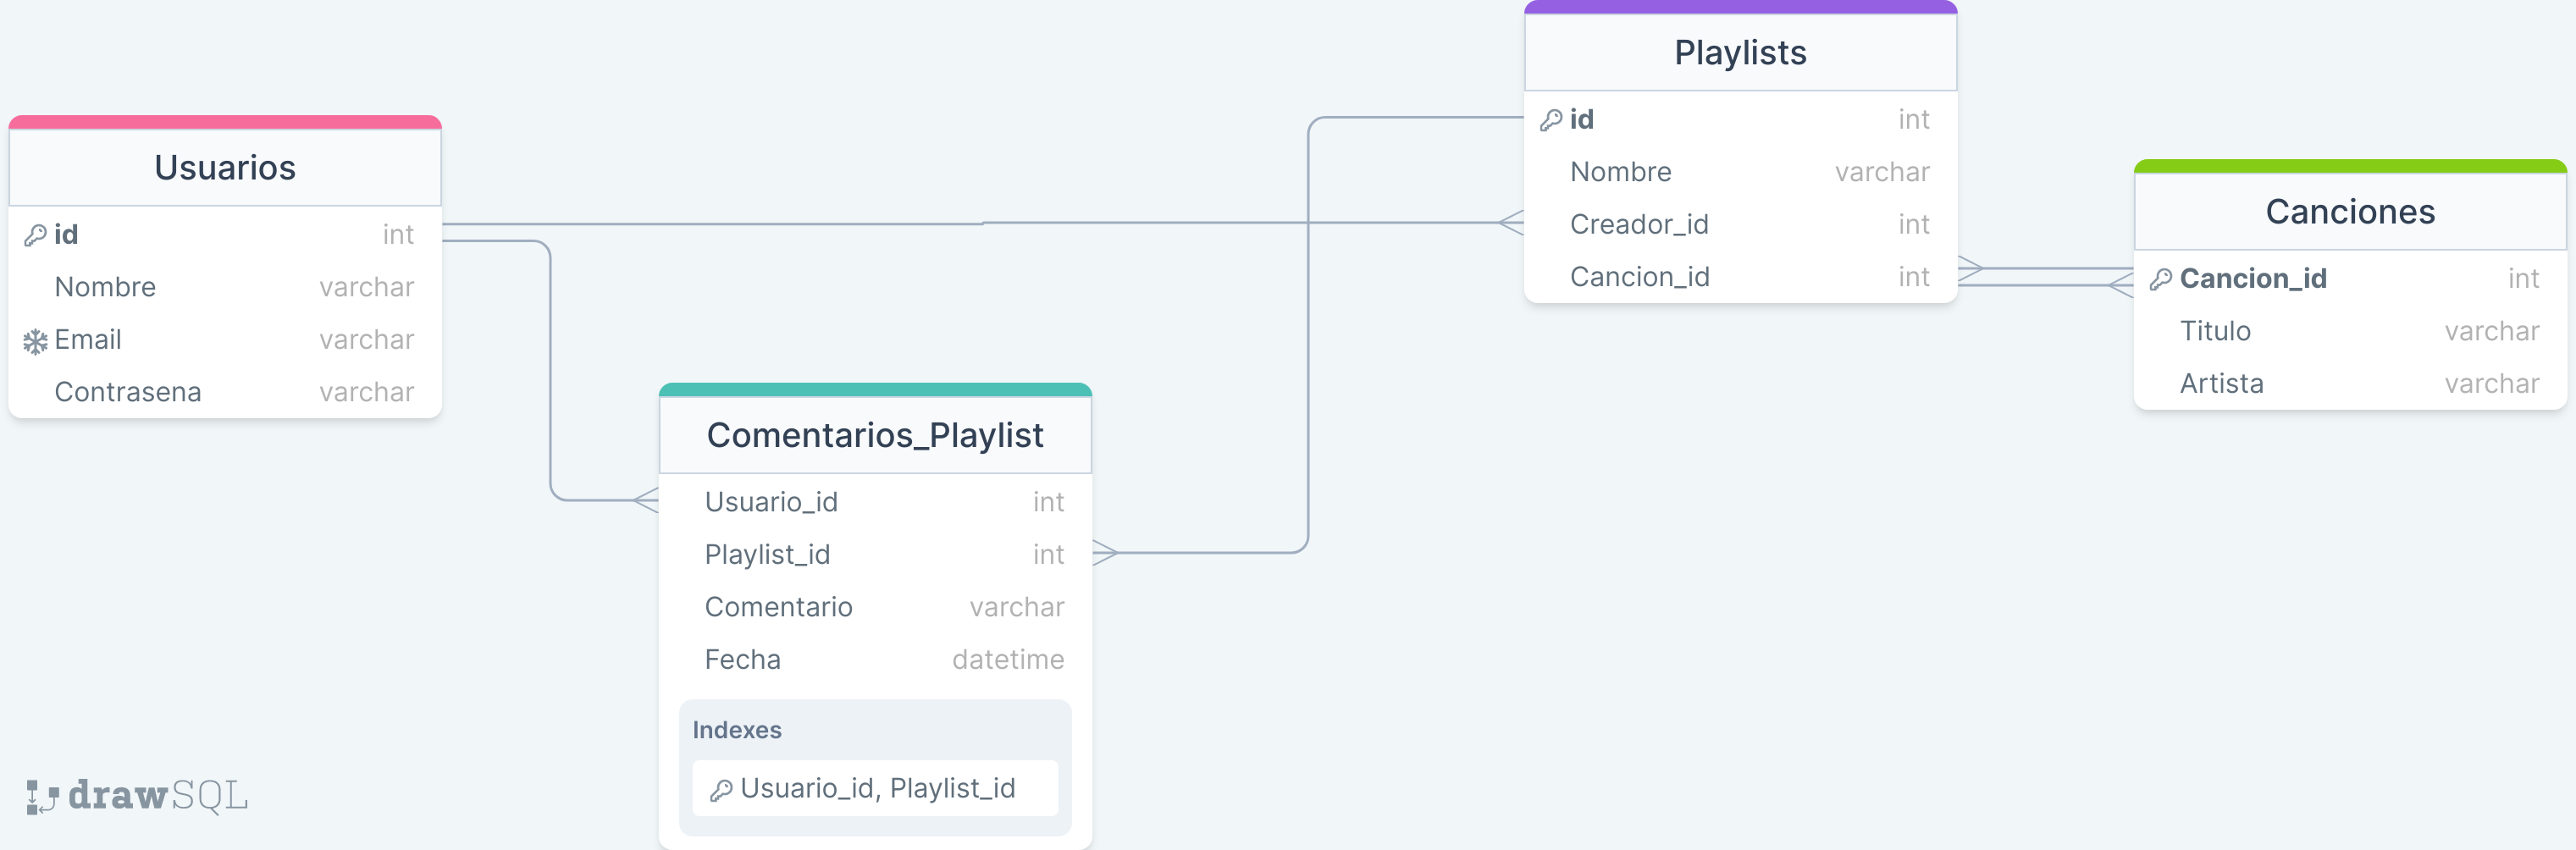 Usuarios
id int
Nombre varchar
Email varchar
Contrasena varchar
Comentarios_Playlist
Usuario_id int
Playlist_id int
Comentario varchar
Fecha datetime
Indexes
Usuario_id, Playlist_id
Playlists
id int
Nombre varchar
Creador_id int
Cancion_id int
Canciones
Cancion_id int
Titulo varchar
Artista varchar
drawSQL